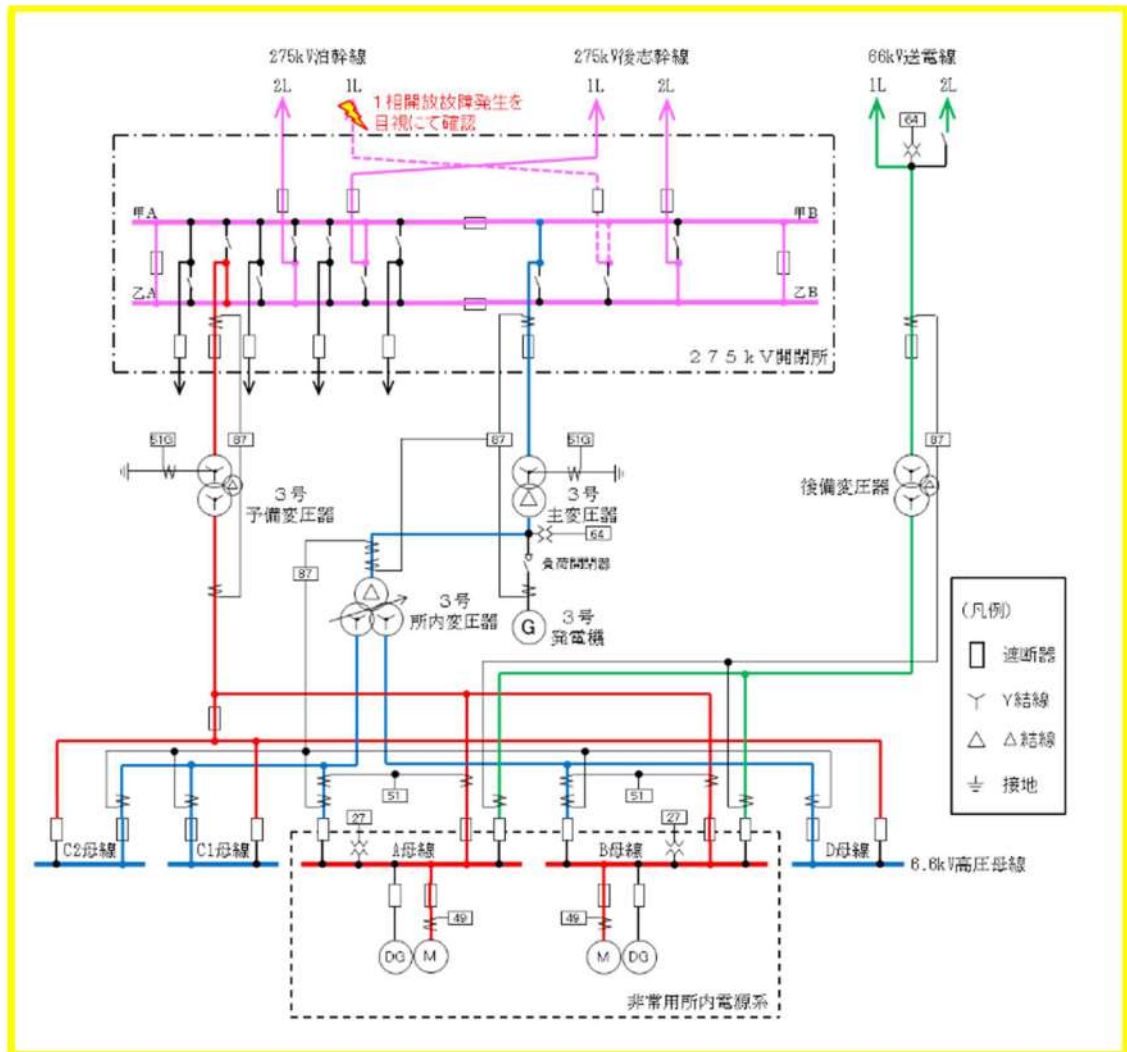 275kV泊幹線
275kV後志幹線
66kV送電線
2L
1L
1L
2L
1L
2L
1相開放故障発生を
目視にて確認
64
甲A
甲B
乙A
乙B
275kV開閉所
51G
87
87
51G
87
3号
予備変圧器
3号
主変圧器
後備変圧器
64
負荷開閉器
87
3号
所内変圧器
G
3号
発電機
(凡例)
遮断器
Y結線
Δ結線
接地
51
51
27
27
C2母線
C1母線
A母線
B母線
D母線
6.6kV高圧母線
49
49
DG
M
M
DG
非常用所内電源系